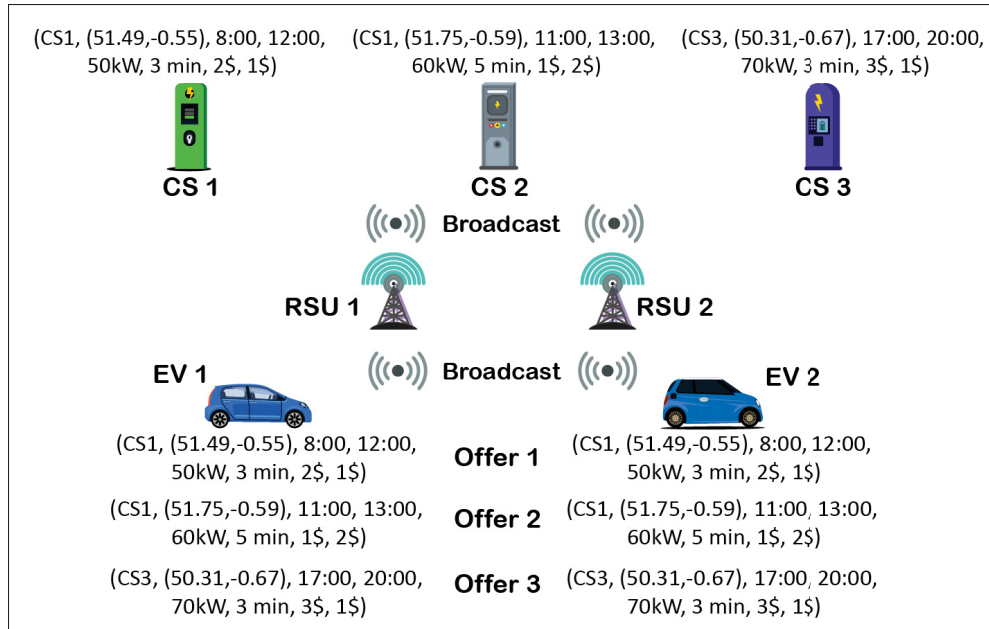 (CS1, (51.49,-0.55), 8:00, 12:00,
50kW, 3 min, 2$, 1$)
(CS1, (51.75,-0.59), 11:00, 13:00,
60kW, 5 min, 1$, 2$)
(CS3, (50.31,-0.67), 17:00, 20:00,
70kW, 3 min, 3$, 1$)
CS 1
CS 2
CS 3
Broadcast
RSU 1
RSU 2
Broadcast
EV 1
EV 2
(CS1, (51.49,-0.55), 8:00, 12:00,
50kW, 3 min, 2$, 1$)
Offer 1
(CS1, (51.49,-0.55), 8:00, 12:00,
50kW, 3 min, 2$, 1$)
(CS1, (51.75,-0.59), 11:00, 13:00,
60kW, 5 min, 1$, 2$)
Offer 2
(CS1, (51.75,-0.59), 11:00, 13:00,
60kW, 5 min, 1$, 2$)
(CS3, (50.31,-0.67), 17:00, 20:00,
70kW, 3 min, 3$, 1$)
Offer 3
(CS3, (50.31,-0.67), 17:00, 20:00,
70kW, 3 min, 3$, 1$)